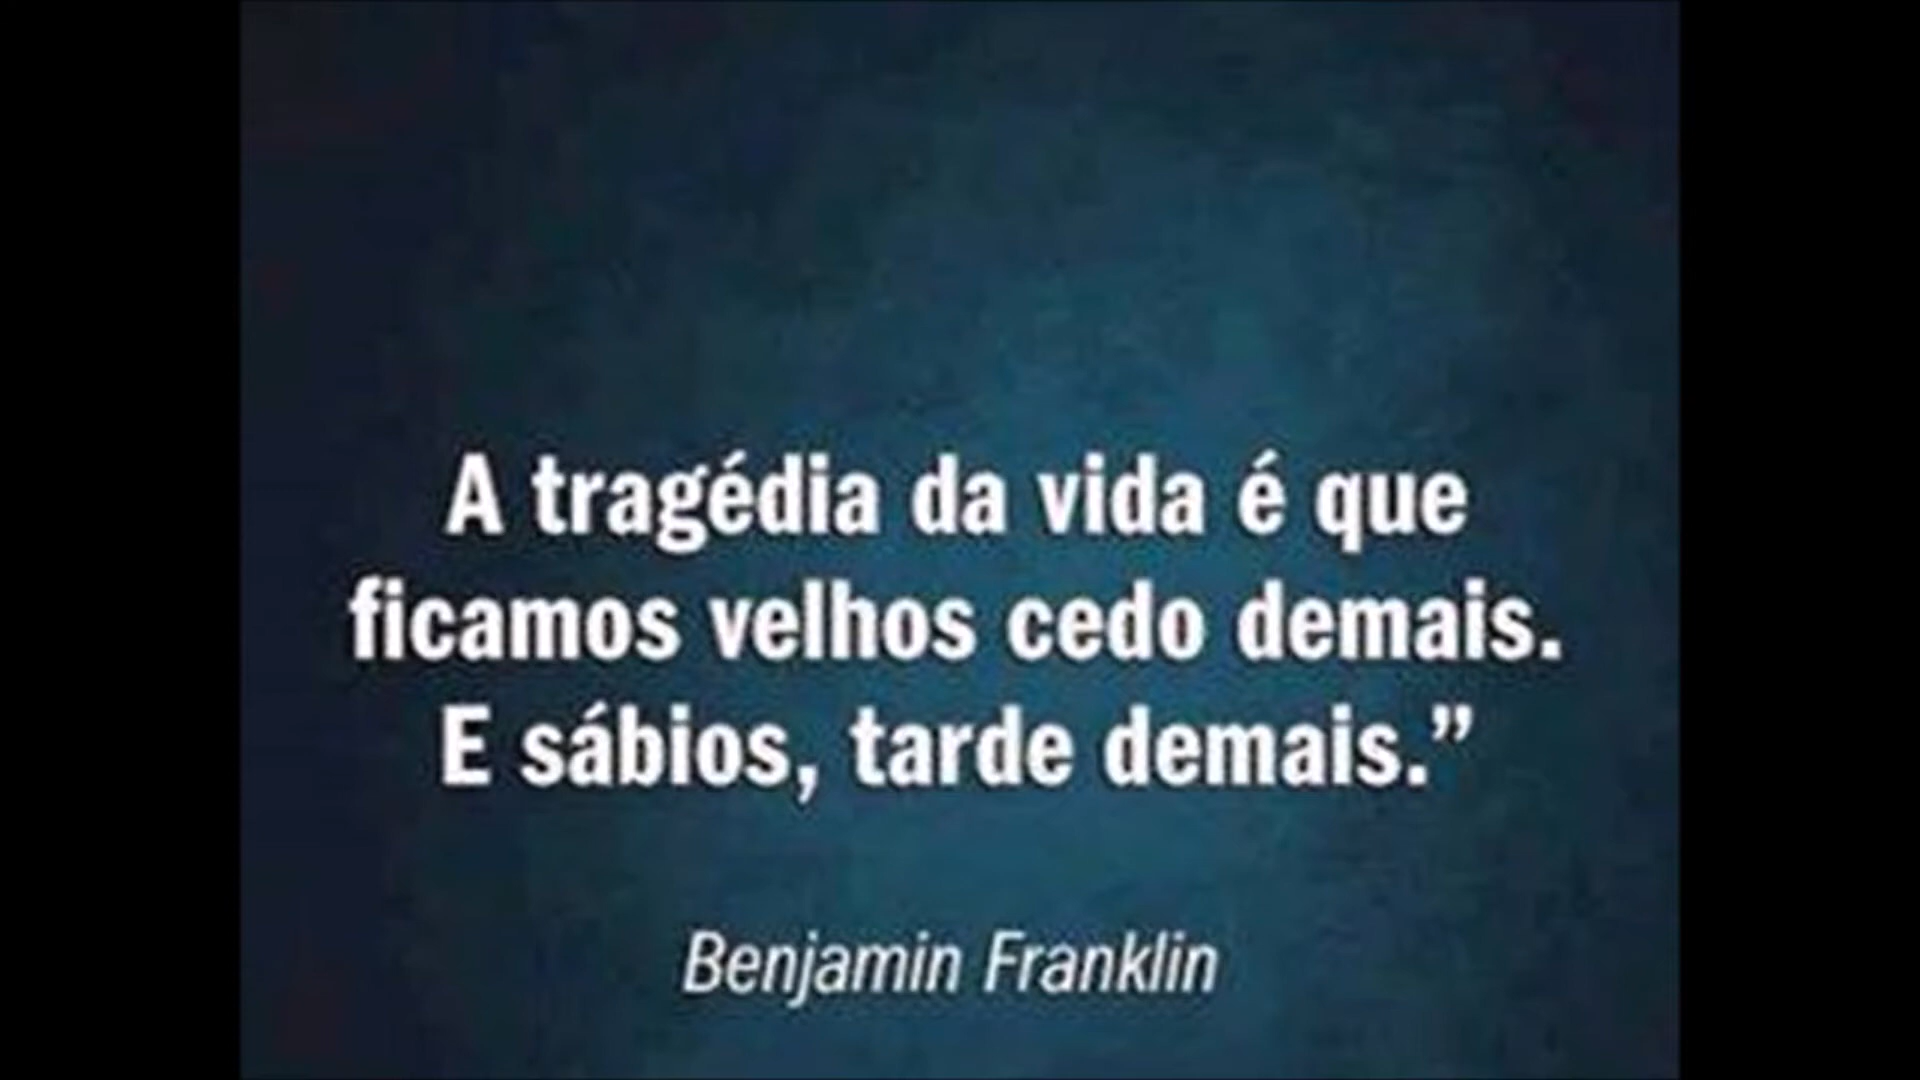 A tragédia da vida é que
ficamos velhos cedo demais.
E sábios, tarde demais.”
Benjamin Franklin